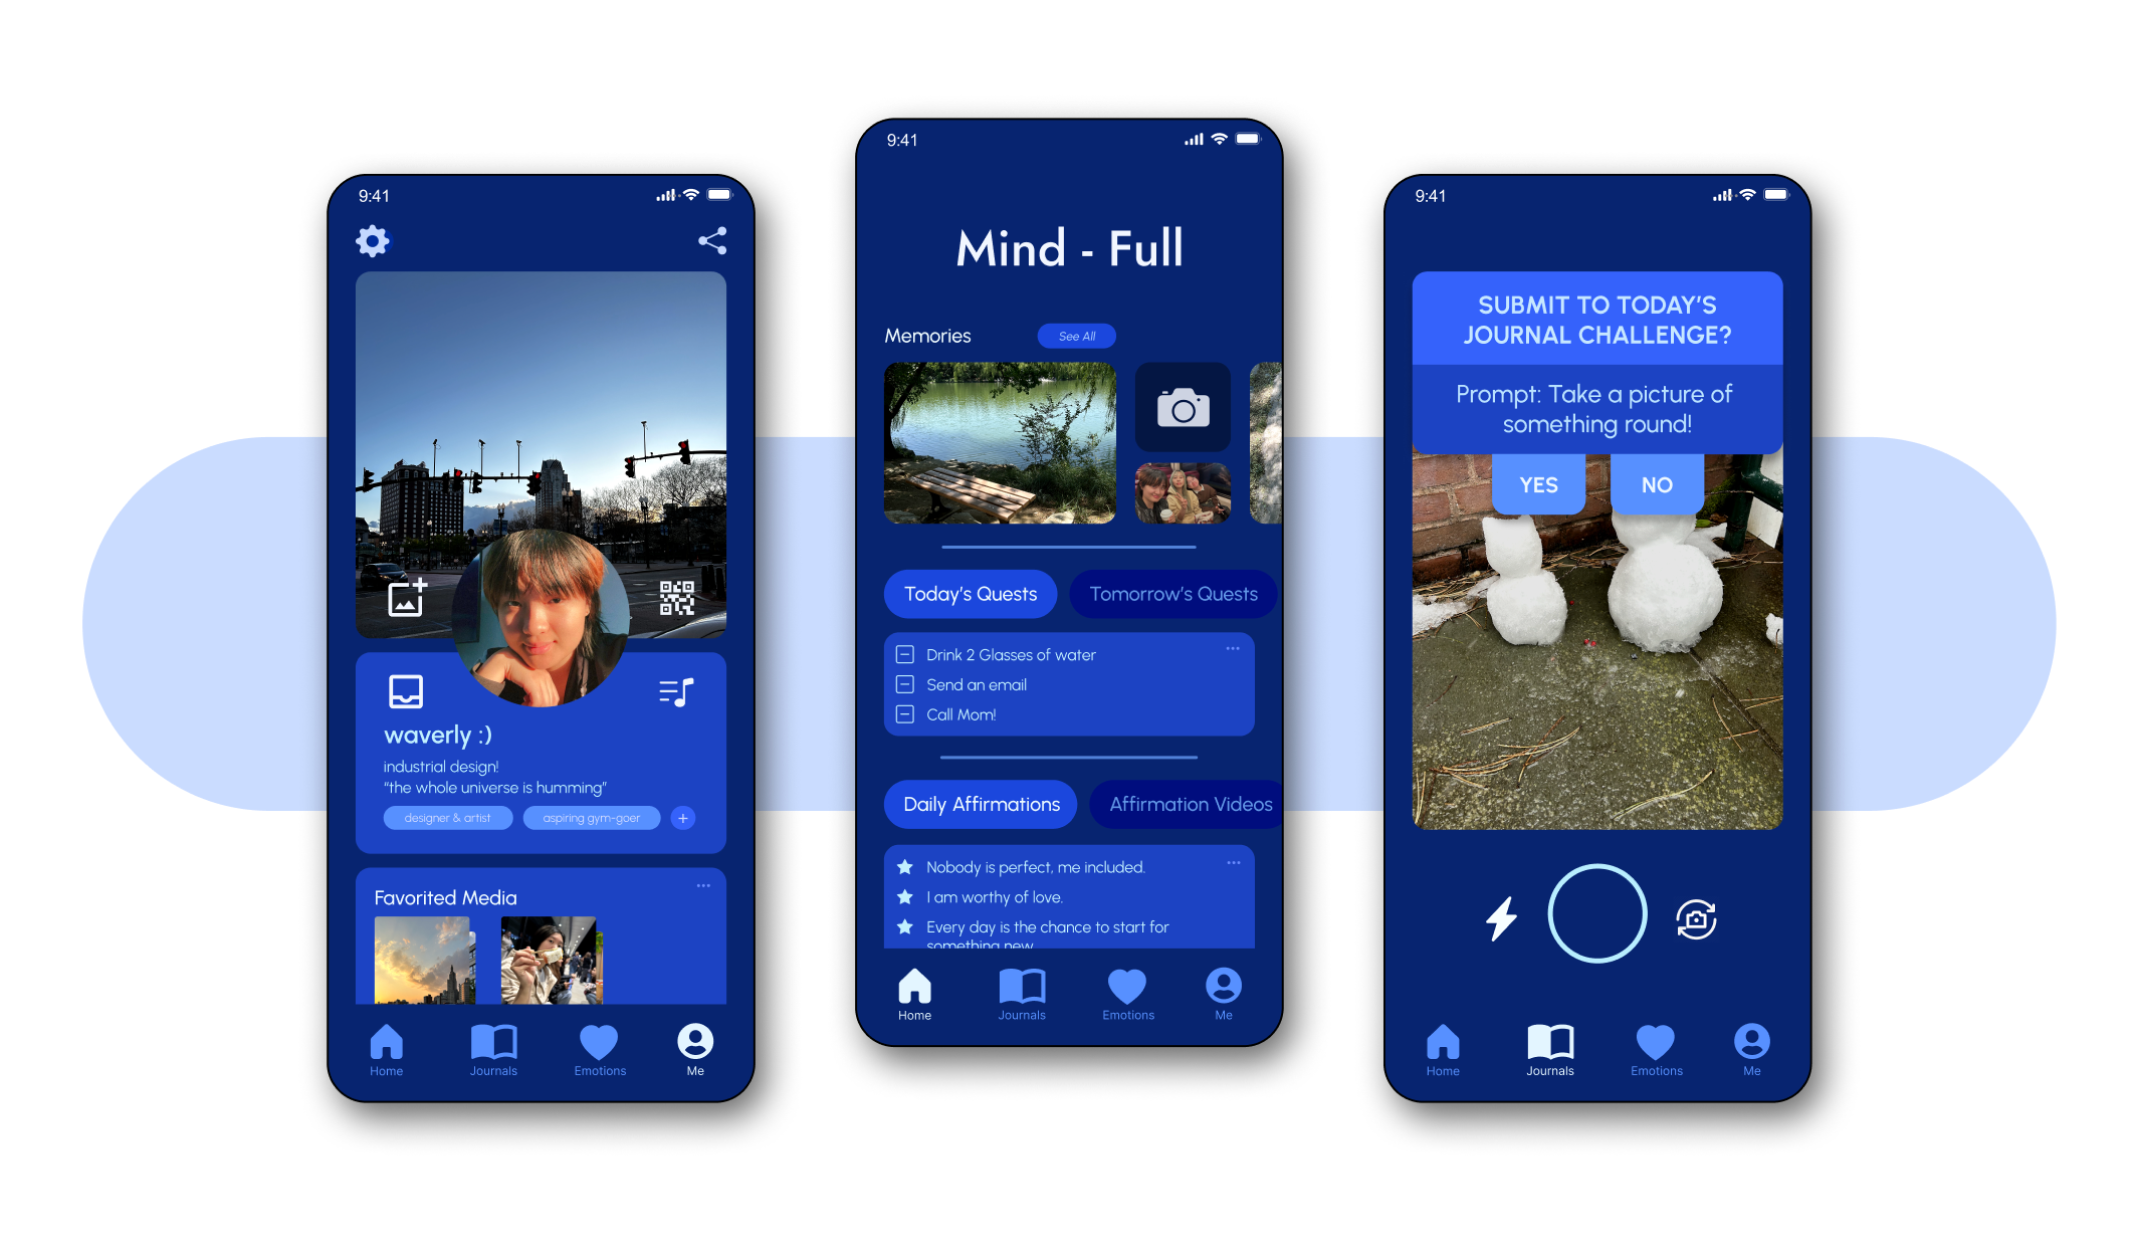 9:41
waverly :)
industrial design!
“the whole universe is humming”
designer & artist
aspiring gym-goer
+
Favorited Media
Home
Journals
Emotions
Me
9:41
Mind - Full
Memories
See All
Today’s Quests
Tomorrow’s Quests
Drink 2 Glasses of water
Send an email
Call Mom!
Daily Affirmations
Affirmation Videos
Nobody is perfect, me included.
I am worthy of love.
Every day is the chance to start for
something new
Home
Journals
Emotions
Me
9:41
SUBMIT TO TODAY’S
JOURNAL CHALLENGE?
Prompt: Take a picture of
something round!
YES
NO
Home
Journals
Emotions
Me